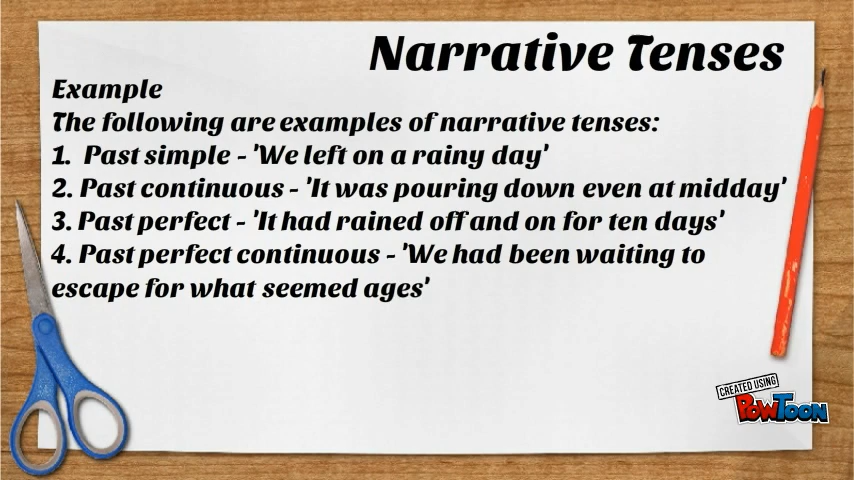 Narrative Tenses
Example
The following are examples of narrative tenses:
1. Past simple - 'We left on a rainy day'
2. Past continuous - 'It was pouring down even at midday'
3. Past perfect - 'It had rained off and on for ten days'
4. Past perfect continuous - 'We had been waiting to
escape for what seemed ages'
CREATED USING
POWTOON